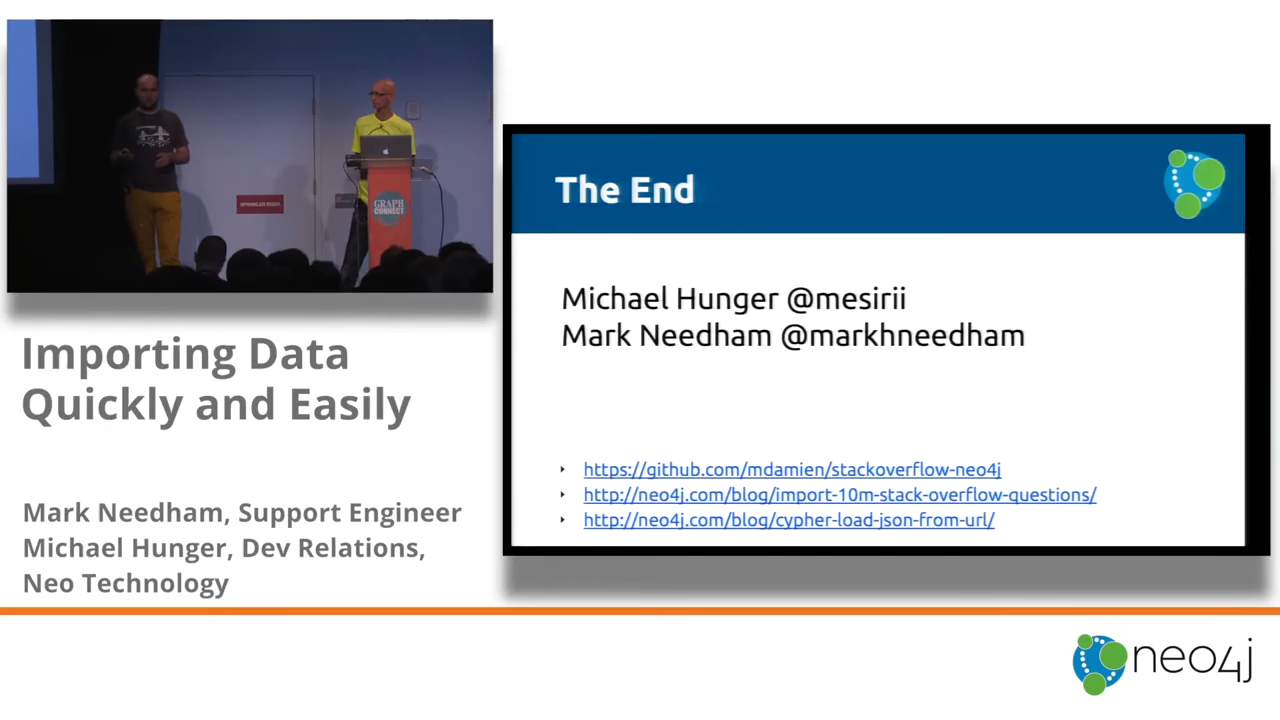 GRAPH
CONNECT
Importing Data
Quickly and Easily
Mark Needham, Support Engineer
Michael Hunger, Dev Relations,
Neo Technology
The End
Michael Hunger @mesirii
Mark Needham @markhneedham
https://github.com/mdamien/stackoverflow-neo4j
http://neo4j.com/blog/import-10m-stack-overflow-questions/
http://neo4j.com/blog/cypher-load-json-from-url/
neo4j